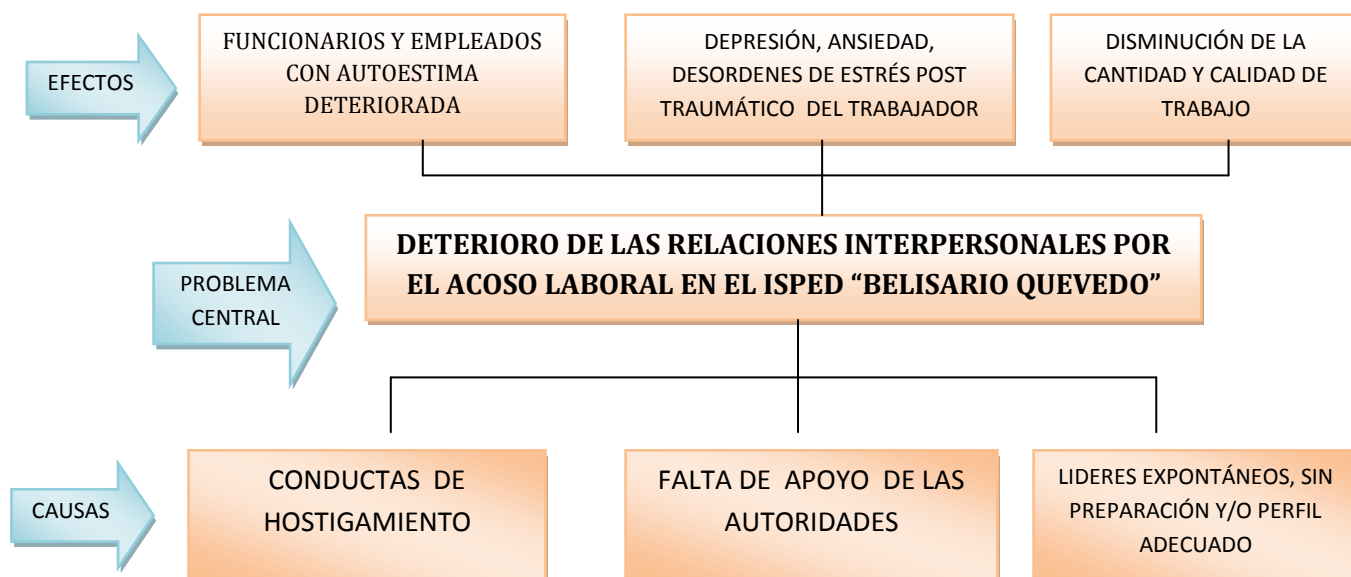 EFECTOS
FUNCIONARIOS Y EMPLEADOS
CON AUTOESTIMA
DETERIORADA
DEPRESIÓN, ANSIEDAD,
DESORDENES DE ESTRÉS POST
TRAUMÁTICO DEL TRABAJADOR
DISMINUCIÓN DE LA
CANTIDAD Y CALIDAD DE
TRABAJO
PROBLEMA
CENTRAL
DETERIORO DE LAS RELACIONES INTERPERSONALES POR
EL ACOSO LABORAL EN EL ISPED “BELISARIO QUEVEDO”
CAUSAS
CONDUCTAS DE
HOSTIGAMIENTO
FALTA DE APOYO DE LAS
AUTORIDADES
LIDERES EXPONTÁNEOS, SIN
PREPARACIÓN Y/O PERFIL
ADECUADO